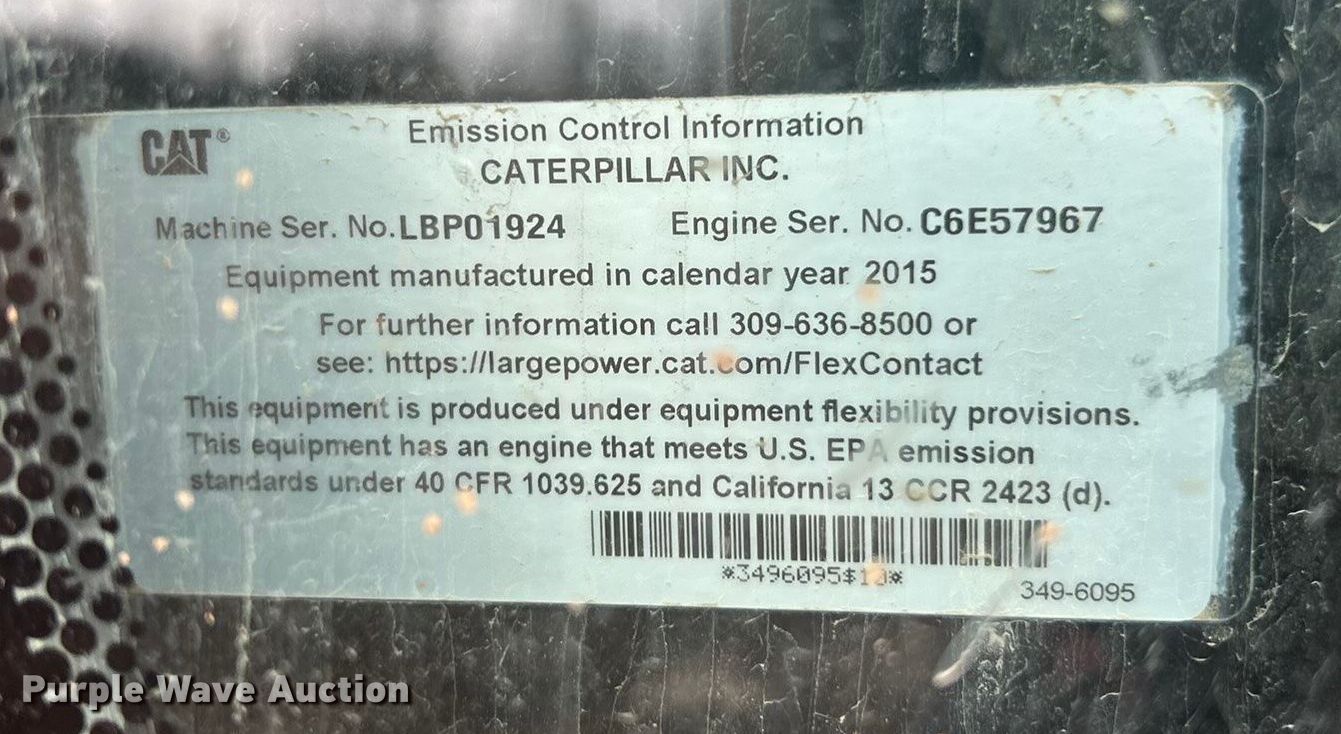 CAT®
Emission Control Information
CATERPILLAR INC.
Machine Ser. No. LBP01924 Engine Ser. No. C6E57967
Equipment manufactured in calendar year 2015
For further information call 309-636-8500 or
see: https://largepower.cat.com/FlexContact
This equipment is produced under equipment flexibility provisions.
This equipment has an engine that meets U.S. EPA emission
standards under 40 CFR 1039.625 and California 13 CCR 2423 (d).
*3496095$10*
349-6095
Purple Wave Auction